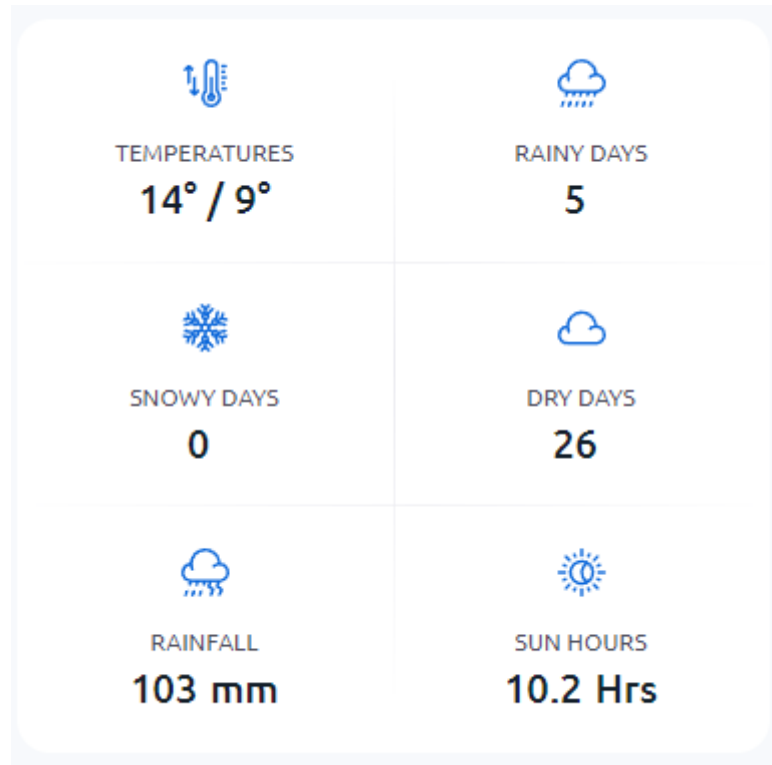 TEMPERATURES
14° / 9°
RAINY DAYS
5
SNOWY DAYS
0
DRY DAYS
26
RAINFALL
103 mm
SUN HOURS
10.2 Hrs